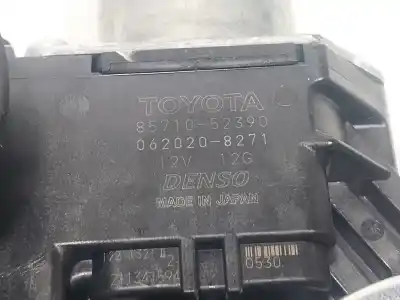 TOYOTA
85710-52390
062020-8271
12V 12G
DENSO
MADE IN JAPAN
0530